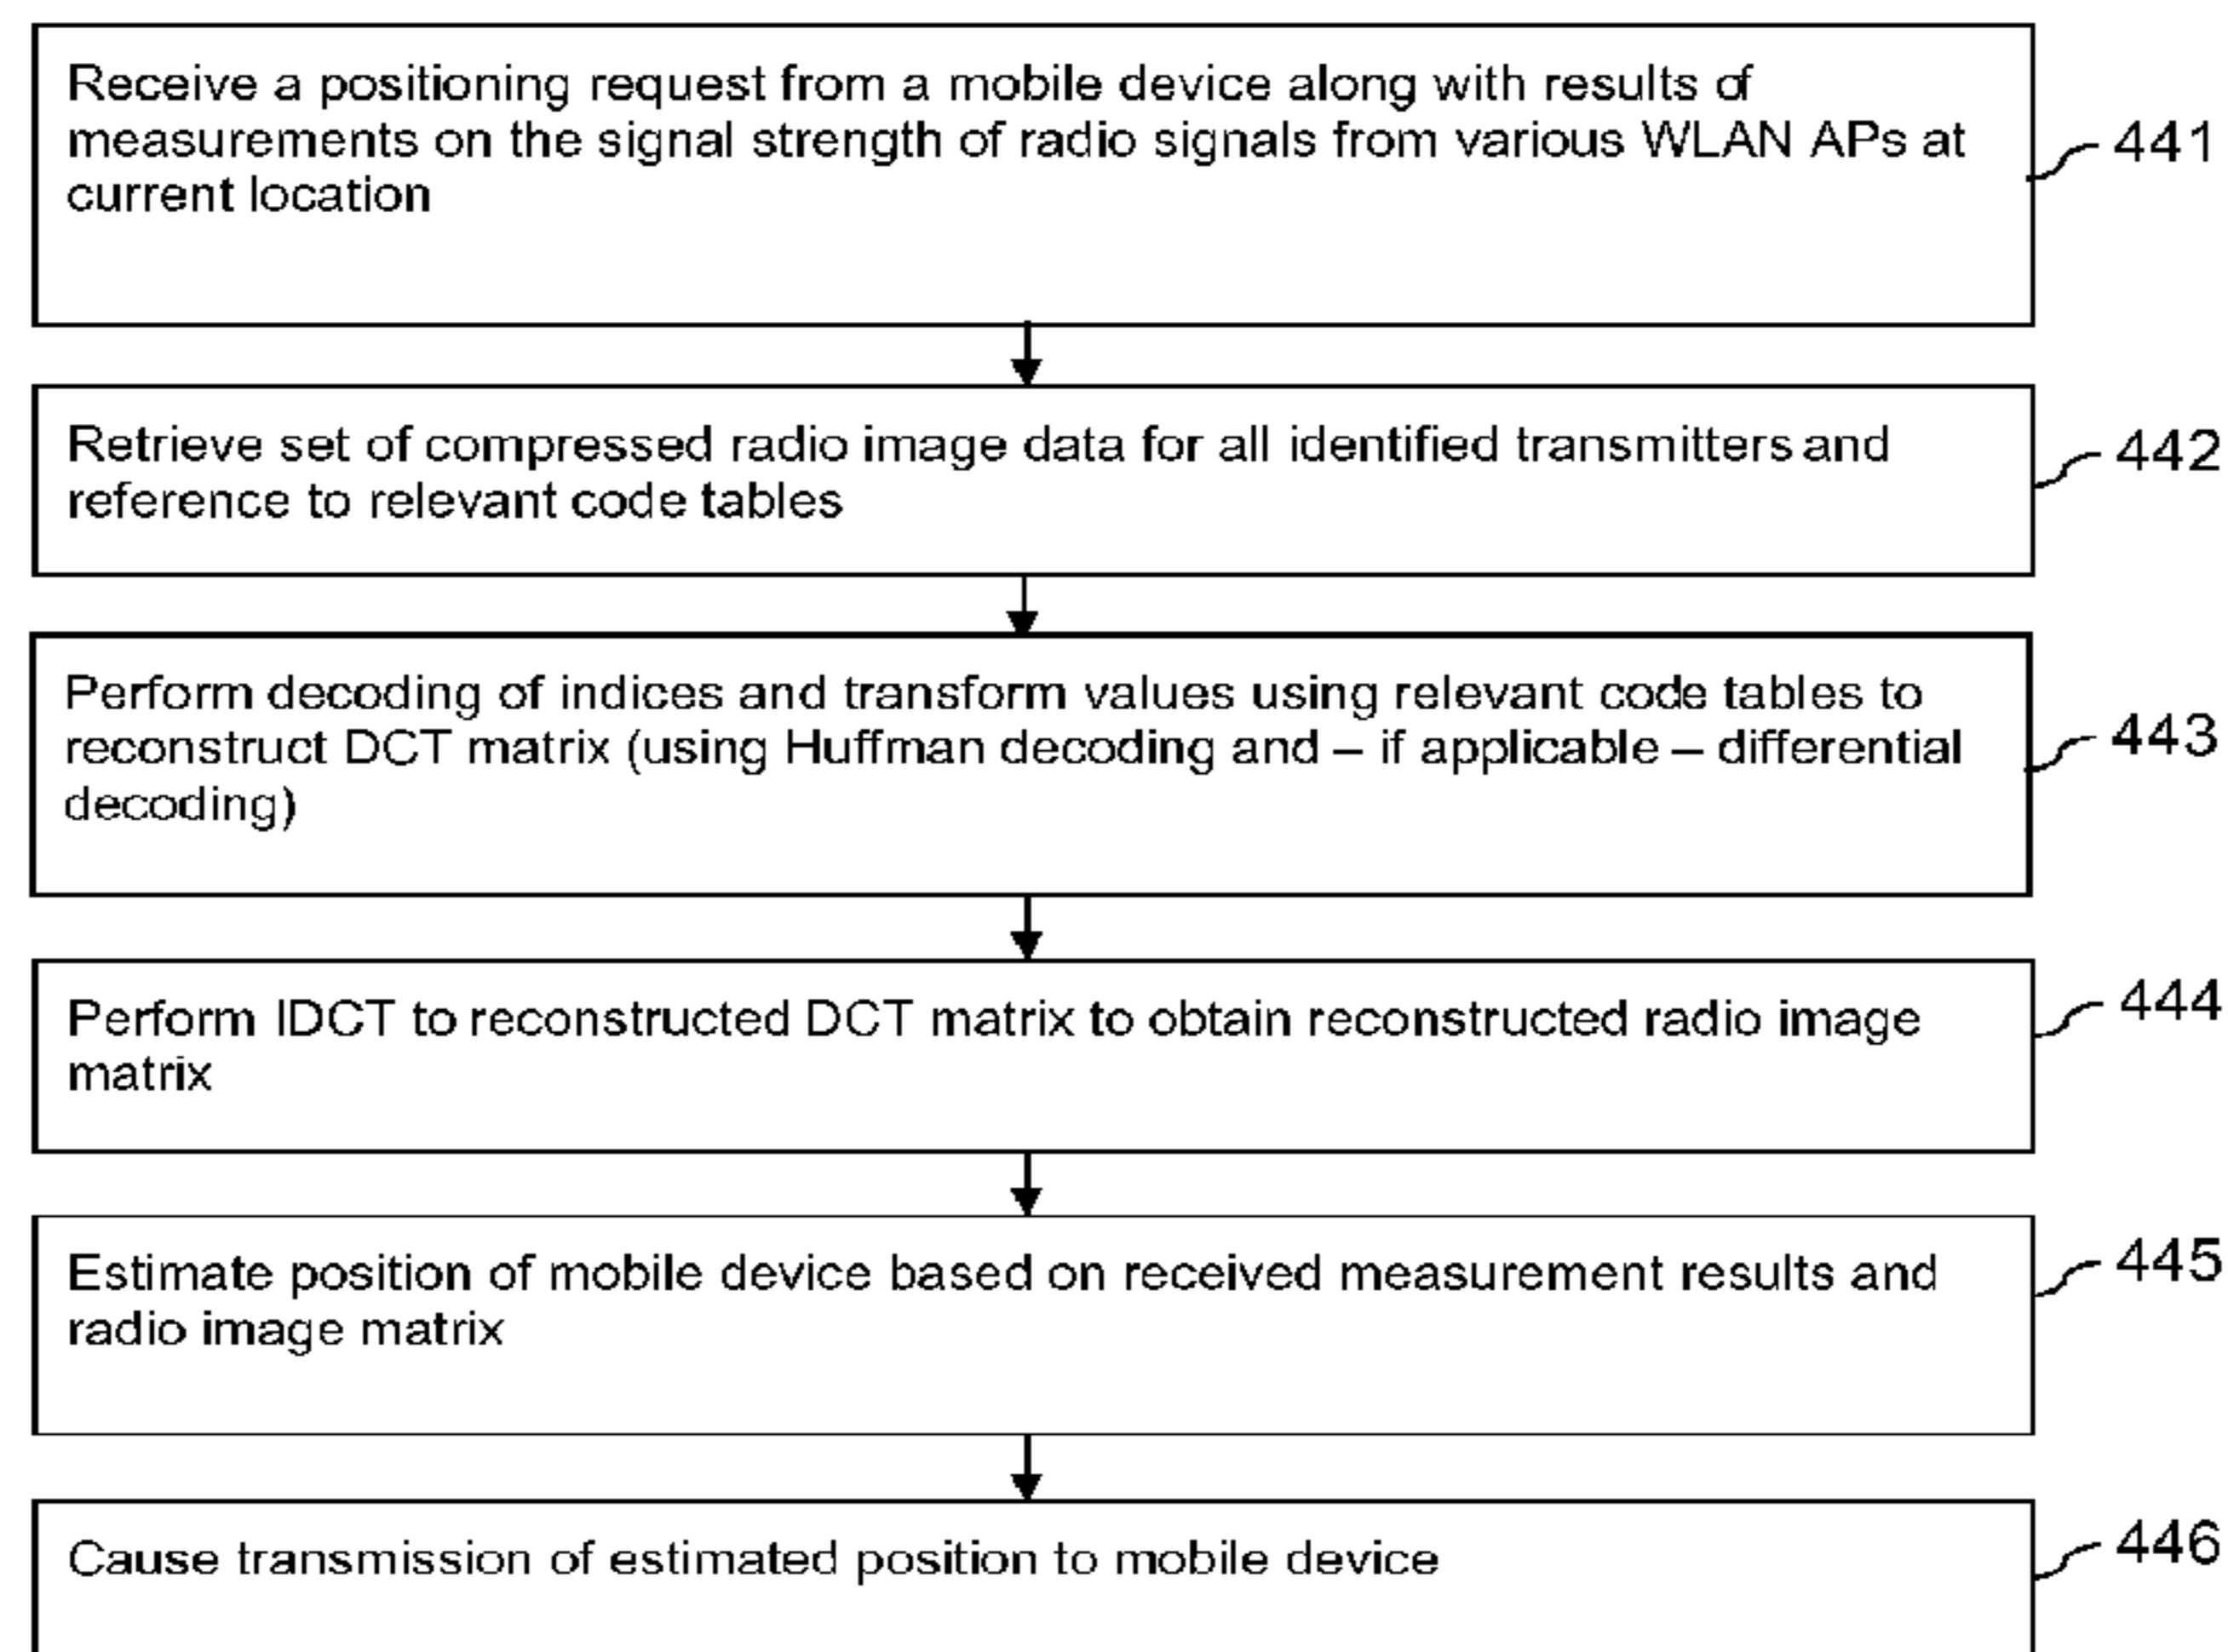 Receive a positioning request from a mobile device along with results of
measurements on the signal strength of radio signals from various WLAN APs at
current location
441
Retrieve set of compressed radio image data for all identified transmitters and
reference to relevant code tables
442
Perform decoding of indices and transform values using relevant code tables to
reconstruct DCT matrix (using Huffman decoding and – if applicable – differential
decoding)
443
Perform IDCT to reconstructed DCT matrix to obtain reconstructed radio image
matrix
444
Estimate position of mobile device based on received measurement results and
radio image matrix
445
Cause transmission of estimated position to mobile device
446